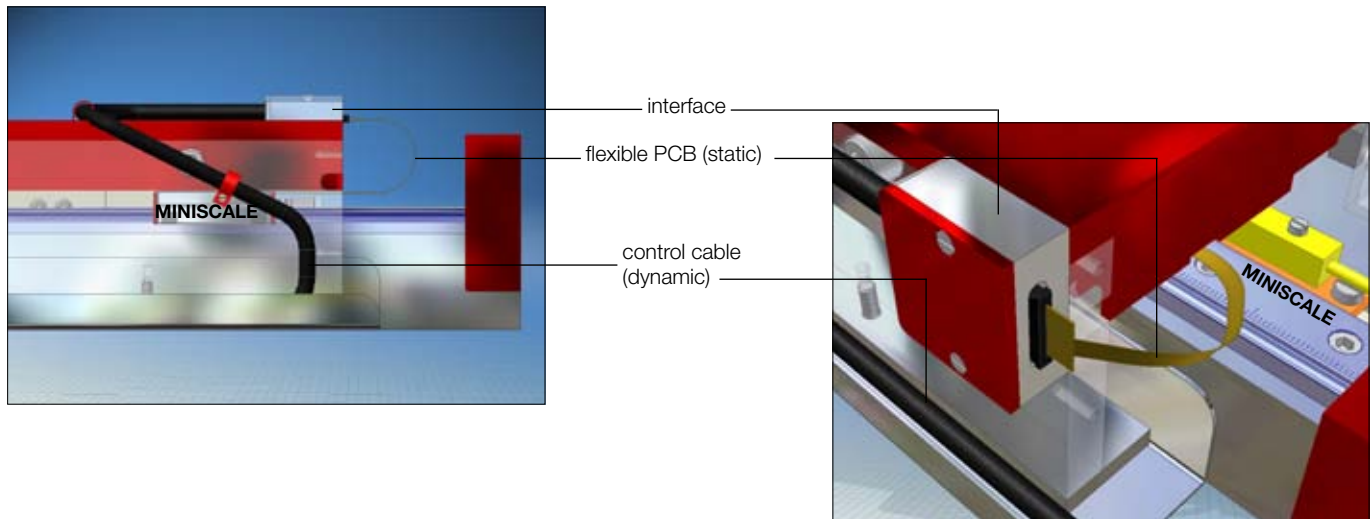 interface
flexible PCB (static)
MINISCALE
MINISCALE
control cable
(dynamic)